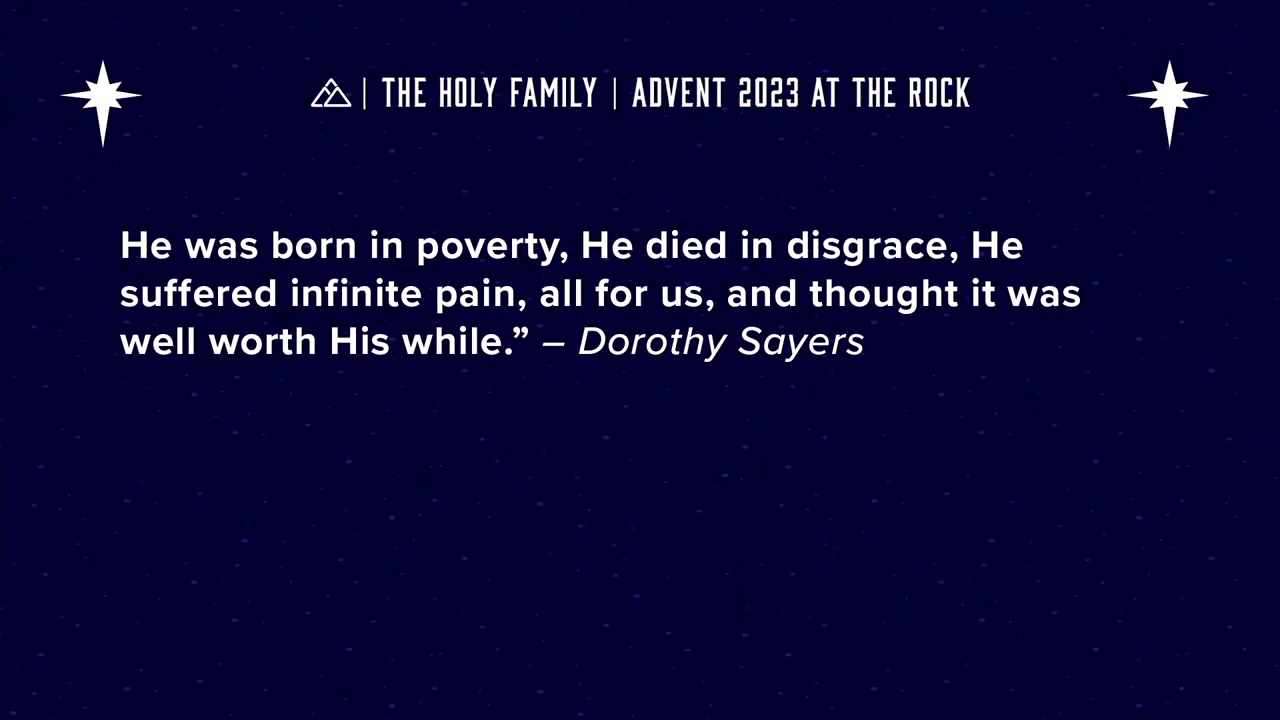 | THE HOLY FAMILY | ADVENT 2023 AT THE ROCK
He was born in poverty, He died in disgrace, He
suffered infinite pain, all for us, and thought it was
well worth His while.” – Dorothy Sayers